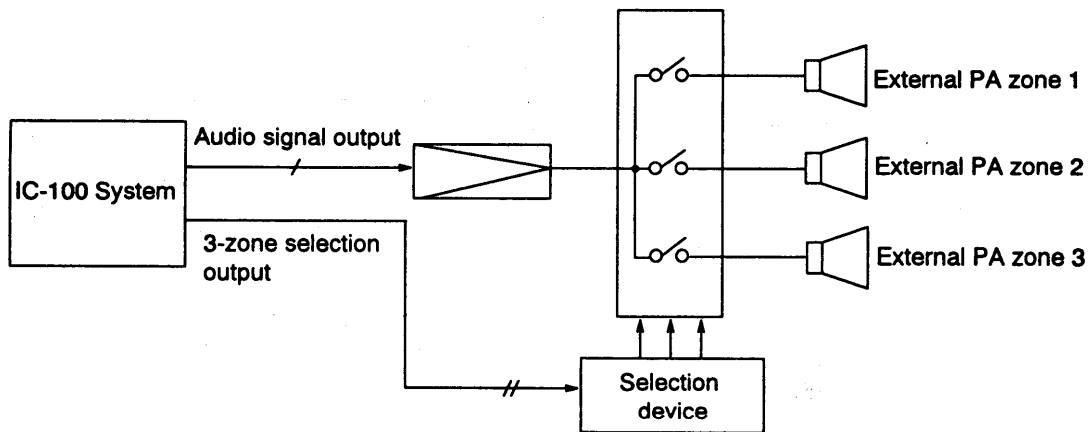 External PA zone 1
Audio signal output
IC-100 System
External PA zone 2
3-zone selection
output
External PA zone 3
Selection
device